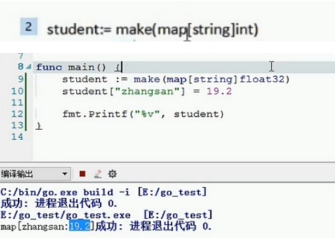 2 student:= make(map[string]int)
7
8 func main() {
9 student := make(map[string]float32)
10 student["zhangsan"] = 19.2
11
12 fmt.Printf("%v", student)
13 }
14
编译输出
C:/bin/go.exe build -i [E:/go_test]
成功: 进程退出代码 0.
E:/go_test/go_test.exe [E:/go_test]
map[zhangsan:19.2]成功: 进程退出代码 0.